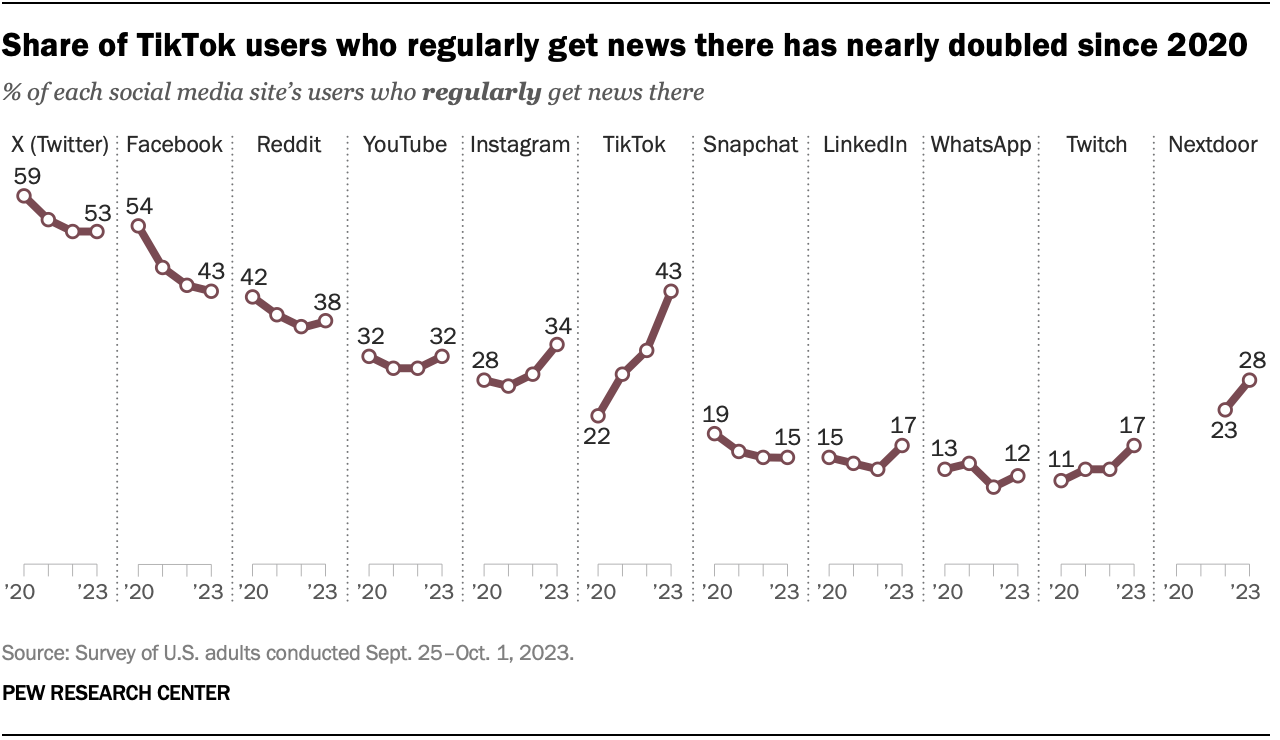 Share of TikTok users who regularly get news there has nearly doubled since 2020
% of each social media site’s users who regularly get news there
X (Twitter) Facebook Reddit YouTube Instagram TikTok Snapchat LinkedIn WhatsApp Twitch Nextdoor
59 53 54 43 42 38 32 32 28 34 22 43 19 15 15 17 13 12 11 17 23 28
’20 ’23 ’20 ’23 ’20 ’23 ’20 ’23 ’20 ’23 ’20 ’23 ’20 ’23 ’20 ’23 ’20 ’23 ’20 ’23 ’20 ’23
Source: Survey of U.S. adults conducted Sept. 25–Oct. 1, 2023.
PEW RESEARCH CENTER